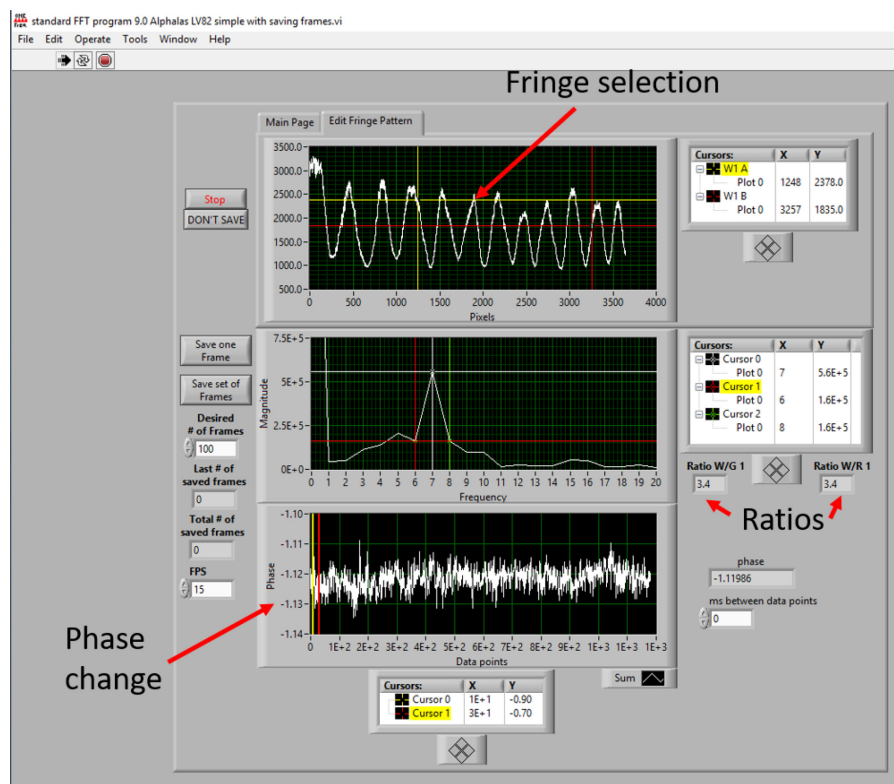 standard FFT program 9.0 Alphalas LV82 simple with saving frames.vi
File Edit Operate Tools Window Help
Fringe selection
Main Page Edit Fringe Pattern
Stop
DON'T SAVE
3500.0
3000.0
2500.0
2000.0
1500.0
1000.0
500.0
0 500 1000 1500 2000 2500 3000 3500 4000
Pixels
Cursors: X Y
W1 A
Plot 0 1248 2378.0
W1 B
Plot 0 3257 1835.0
Save one
Frame
Save set of
Frames
Desired
# of Frames
100
Last # of
saved frames
0
Total # of
saved frames
0
FPS
15
Magnitude
7.5E+5
5E+5
2.5E+5
0E+0
0 1 2 3 4 5 6 7 8 9 10 11 12 13 14 15 16 17 18 19 20
Frequency
Cursors: X Y
Cursor 0
Plot 0 7 5.6E+5
Cursor 1
Plot 0 6 1.6E+5
Cursor 2
Plot 0 8 1.6E+5
Ratio W/G 1 Ratio W/R 1
3.4 3.4
Ratios
Phase
-1.10
-1.11
-1.12
-1.13
-1.14
0 1E+2 2E+2 3E+2 4E+2 5E+2 6E+2 7E+2 8E+2 9E+2 1E+3 1E+3 1E+3
Data points
phase
-1.11986
ms between data points
0
Phase
change
Sum
Cursors: X Y
Cursor 0 1E+1 -0.90
Cursor 1 3E+1 -0.70